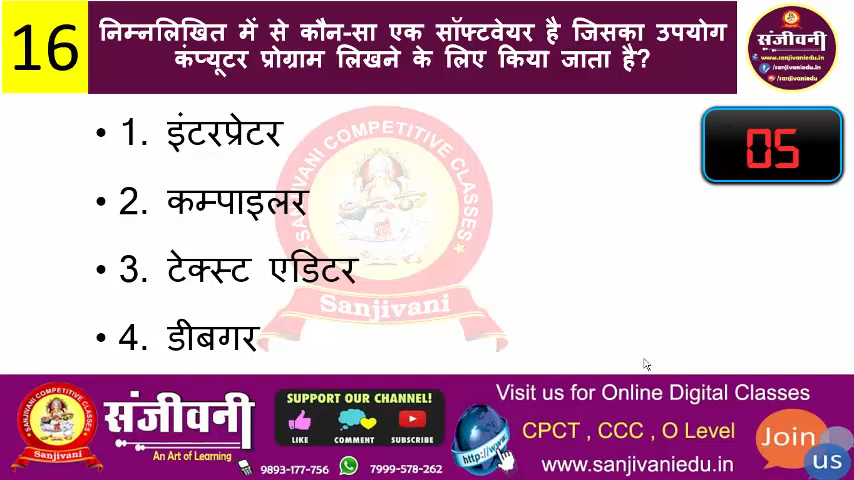 16
निम्नलिखित में से कौन-सा एक सॉफ्टवेयर है जिसका उपयोग
कंप्यूटर प्रोग्राम लिखने के लिए किया जाता है?
संजीवनी
www.sanjivaniedu.in
/sanjivaniedu.in
/sanjivaniedu
05
• 1. इंटरप्रेटर
• 2. कम्पाइलर
• 3. टेक्स्ट एडिटर
• 4. डीबगर
SANJIVANI COMPETITIVE CLASSES
Sanjivani
SANJIVANI COMPETITIVE CLASSES
Sanjivani
संजीवनी
An Art of Learning
SUPPORT OUR CHANNEL!
LIKE COMMENT SUBSCRIBE
9893-177-756 7999-578-262
http://www.
Visit us for Online Digital Classes
CPCT , CCC , O Level
www.sanjivaniedu.in
Join
us